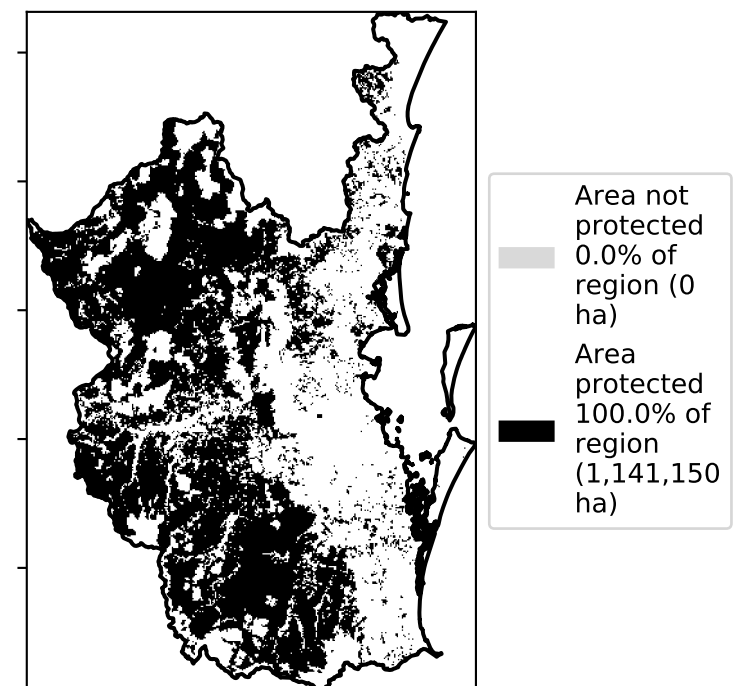 Area not
protected
0.0% of
region (0
ha)
Area
protected
100.0% of
region
(1,141,150
ha)